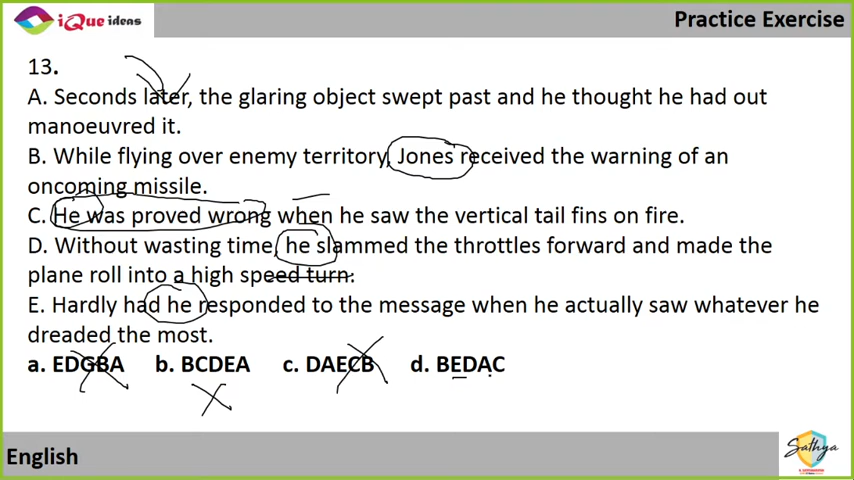 iQue ideas
Practice Exercise
13.
A. Seconds later, the glaring object swept past and he thought he had out
manoeuvred it.
B. While flying over enemy territory, Jones received the warning of an
oncoming missile.
C. He was proved wrong when he saw the vertical tail fins on fire.
D. Without wasting time, he slammed the throttles forward and made the
plane roll into a high speed turn.
E. Hardly had he responded to the message when he actually saw whatever he
dreaded the most.
a. EDGBA b. BCDEA c. DAECB d. BEDAC
English
Sathya